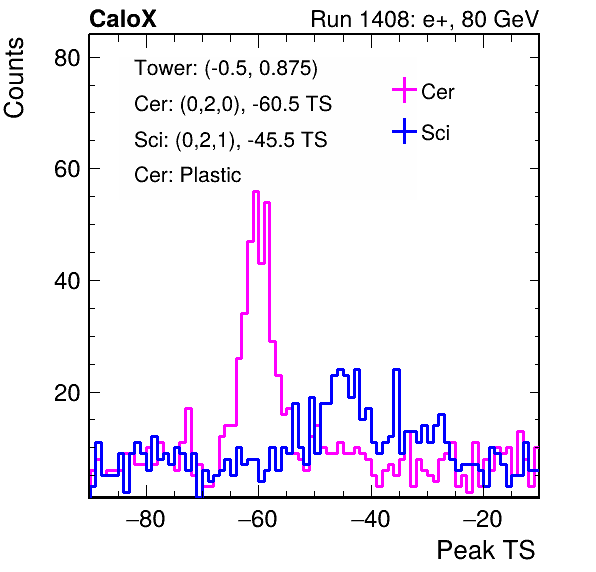 CaloX Run 1408: e+, 80 GeV
Counts
80
60
40
20
Tower: (-0.5, 0.875)
Cer: (0,2,0), -60.5 TS
Sci: (0,2,1), -45.5 TS
Cer: Plastic
Cer
Sci
−80 −60 −40 −20
Peak TS